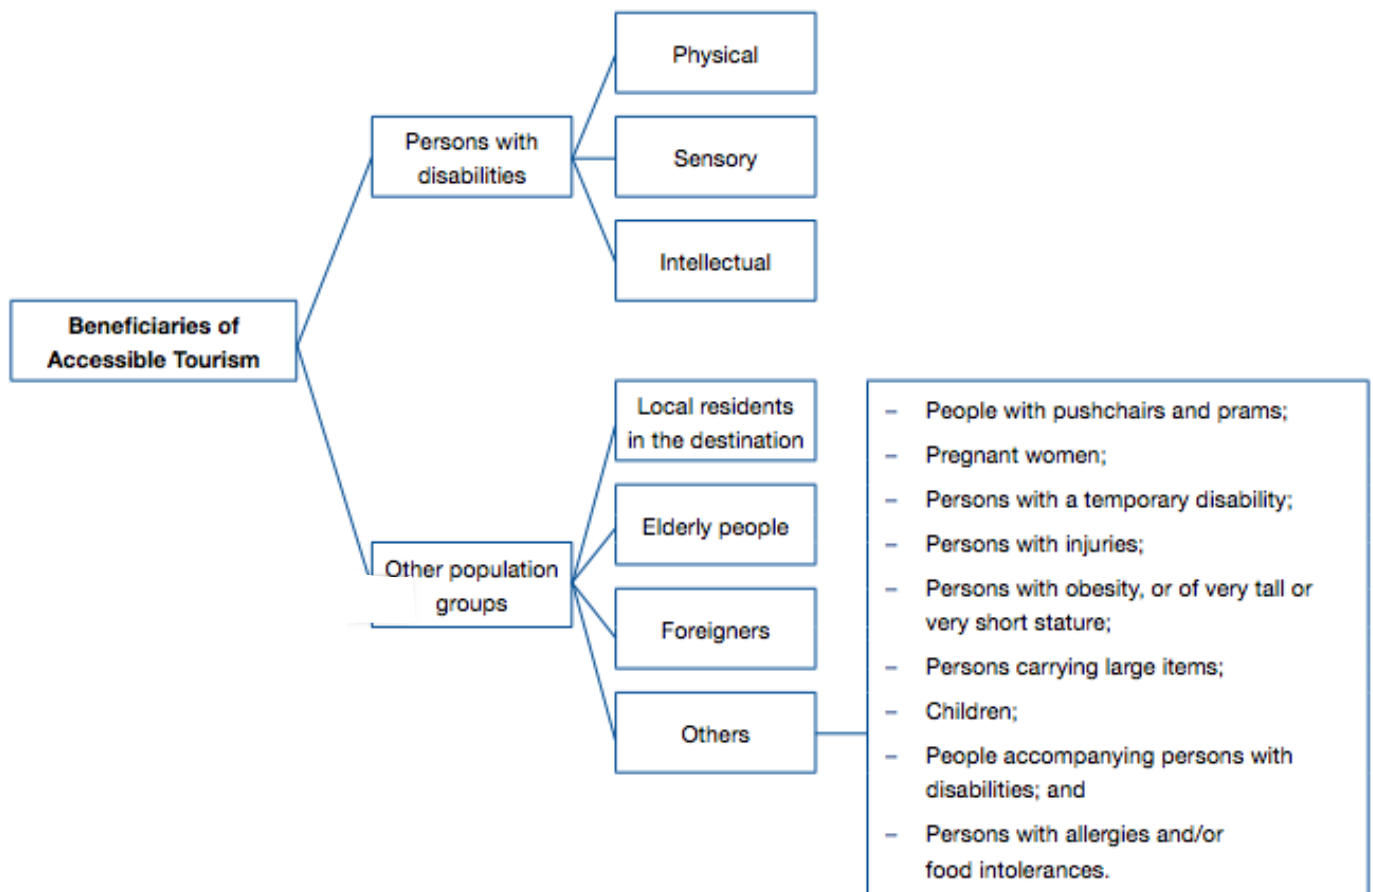 Beneficiaries of
Accessible Tourism
Persons with
disabilities
Physical
Sensory
Intellectual
Other population
groups
Local residents
in the destination
Elderly people
Foreigners
Others
– People with pushchairs and prams;
– Pregnant women;
– Persons with a temporary disability;
– Persons with injuries;
– Persons with obesity, or of very tall or
very short stature;
– Persons carrying large items;
– Children;
– People accompanying persons with
disabilities; and
– Persons with allergies and/or
food intolerances.